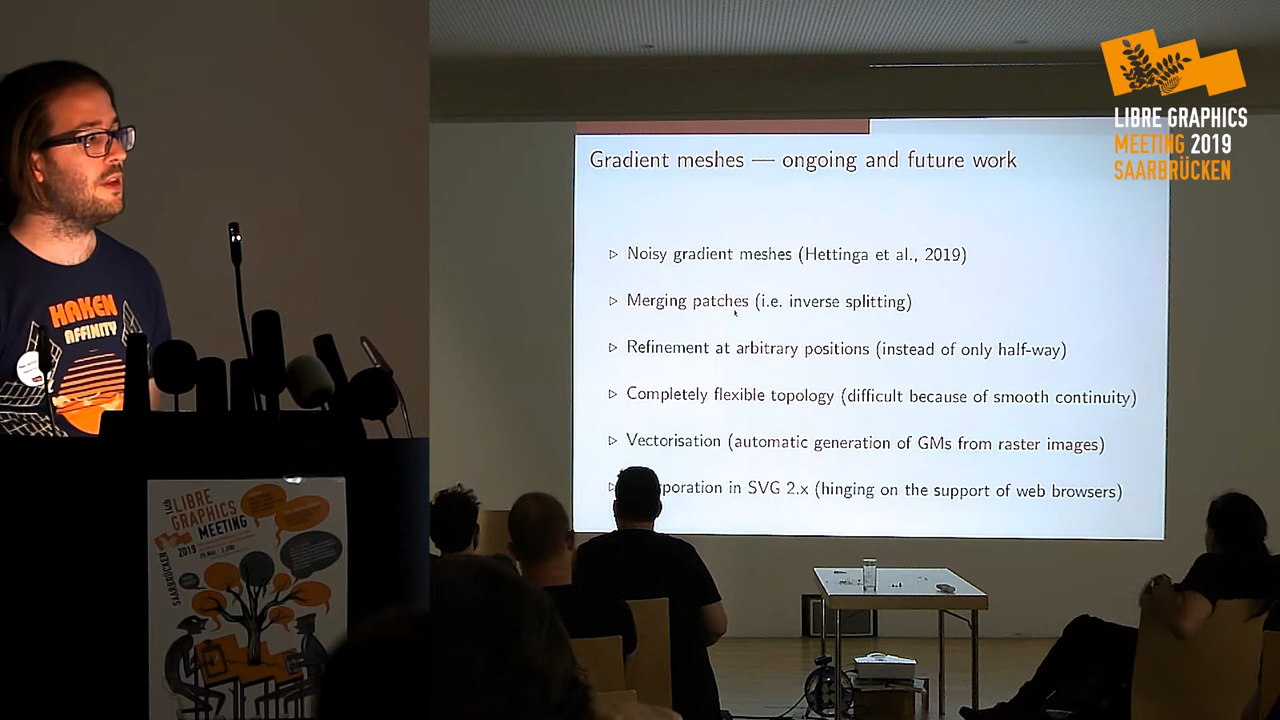 LIBRE GRAPHICS
MEETING 2019
SAARBRÜCKEN
Gradient meshes — ongoing and future work
▷ Noisy gradient meshes (Hettinga et al., 2019)
▷ Merging patches (i.e. inverse splitting)
▷ Refinement at arbitrary positions (instead of only half-way)
▷ Completely flexible topology (difficult because of smooth continuity)
▷ Vectorisation (automatic generation of GMs from raster images)
in SVG 2.x (hinging on the support of web browsers)
HAKEN
AFFINITY
LIBRE
GRAPHICS
MEETING
2019
SAARBRÜCKEN